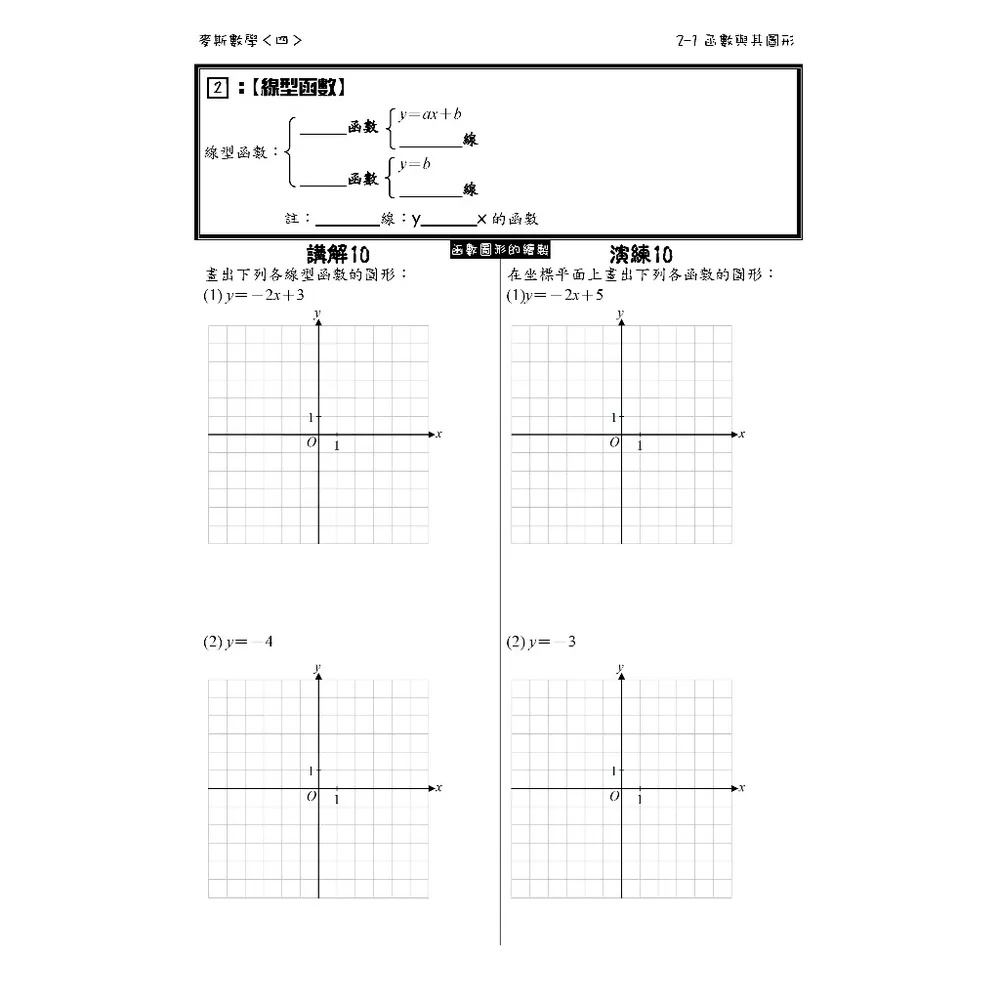 麥斯數學〈四〉
2-1 函數與其圖形
2：【線型函數】
線型函數：
______函數
y=ax+b
________線
______函數
y=b
________線
註：________線：y_______x 的函數
函數圖形的繪製
講解10
畫出下列各線型函數的圖形：
(1) y=-2x+3
y
1
O
1
x
(2) y=-4
y
1
O
1
x
演練10
在坐標平面上畫出下列各函數的圖形：
(1)y=-2x+5
y
1
O
1
x
(2) y=-3
y
1
O
1
x